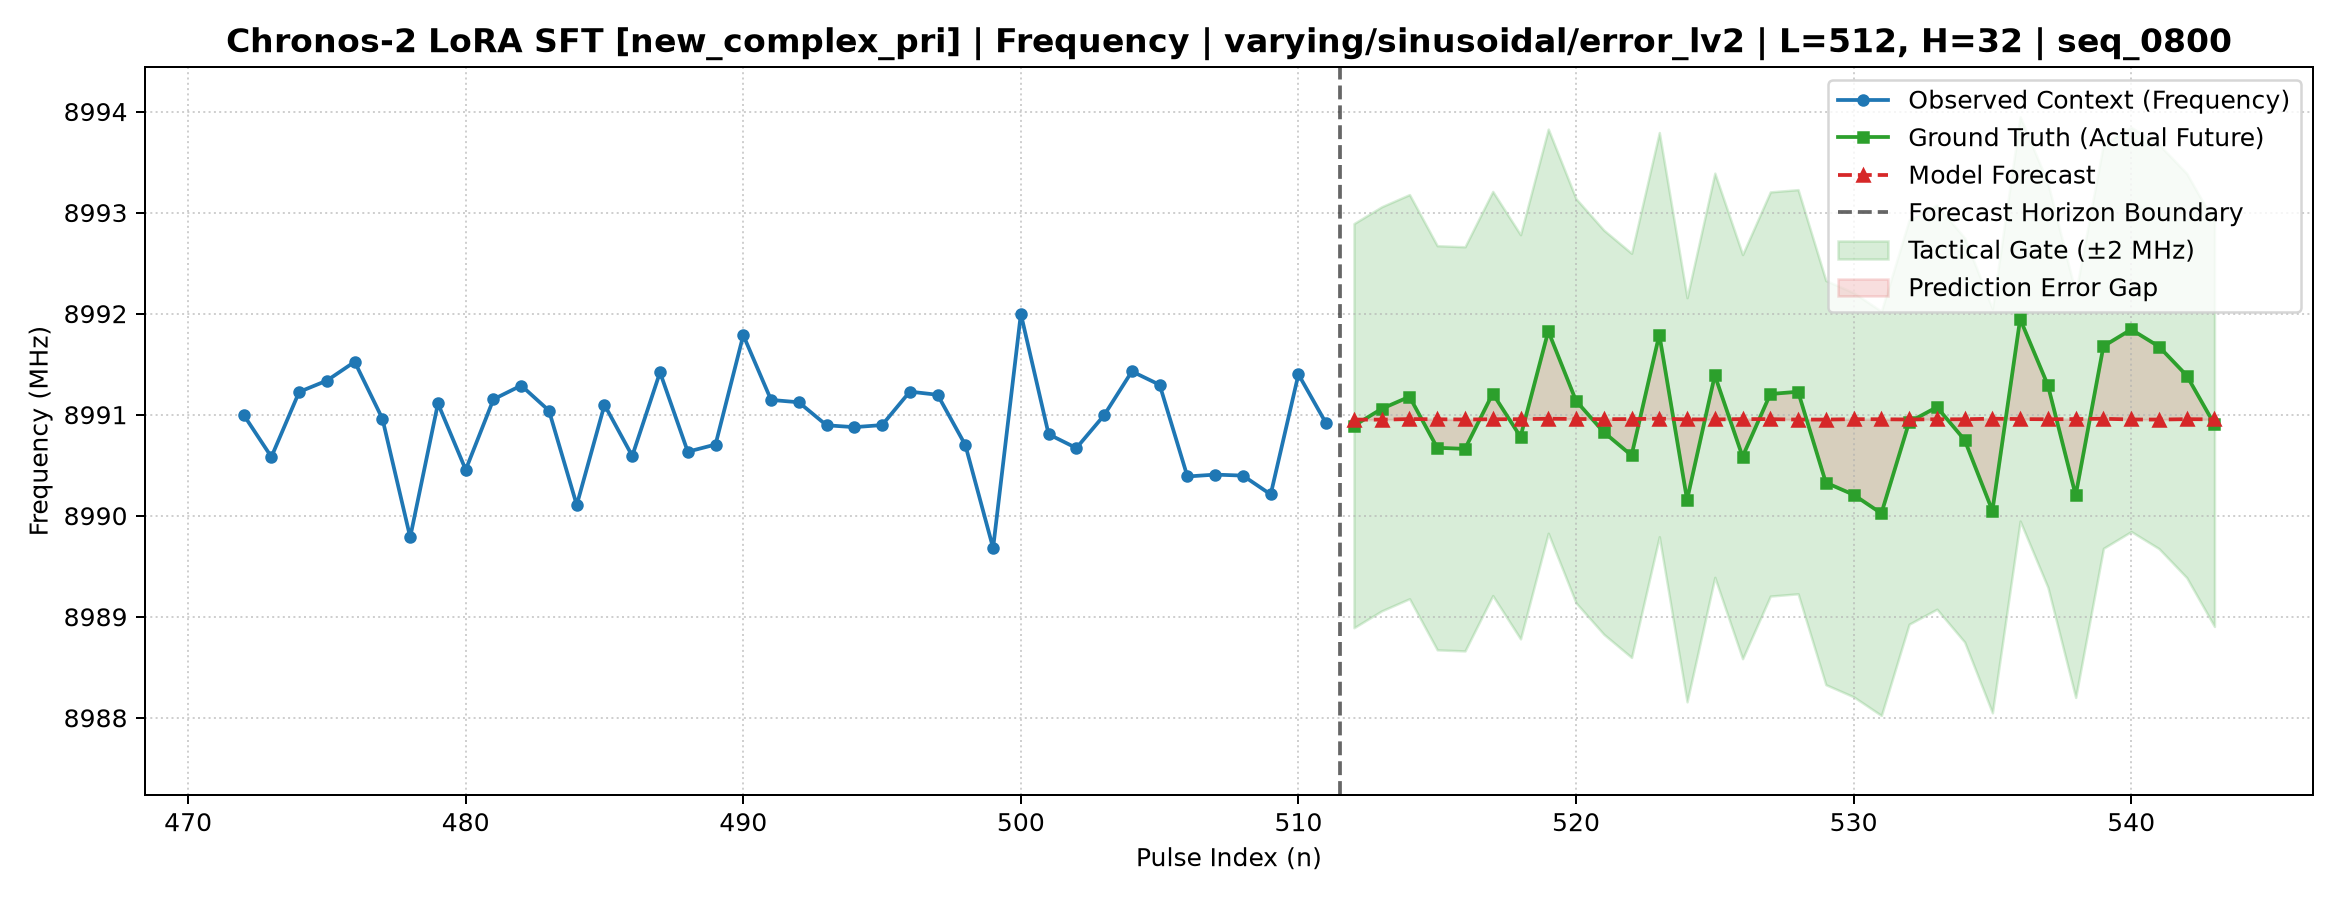 Chronos-2 LoRA SFT [new_complex_pri] | Frequency | varying/sinusoidal/error_lv2 | L=512, H=32 | seq_0800
Frequency (MHz)
8994
8993
8992
8991
8990
8989
8988
Observed Context (Frequency)
Ground Truth (Actual Future)
Model Forecast
Forecast Horizon Boundary
Tactical Gate (±2 MHz)
Prediction Error Gap
470 480 490 500 510 520 530 540
Pulse Index (n)